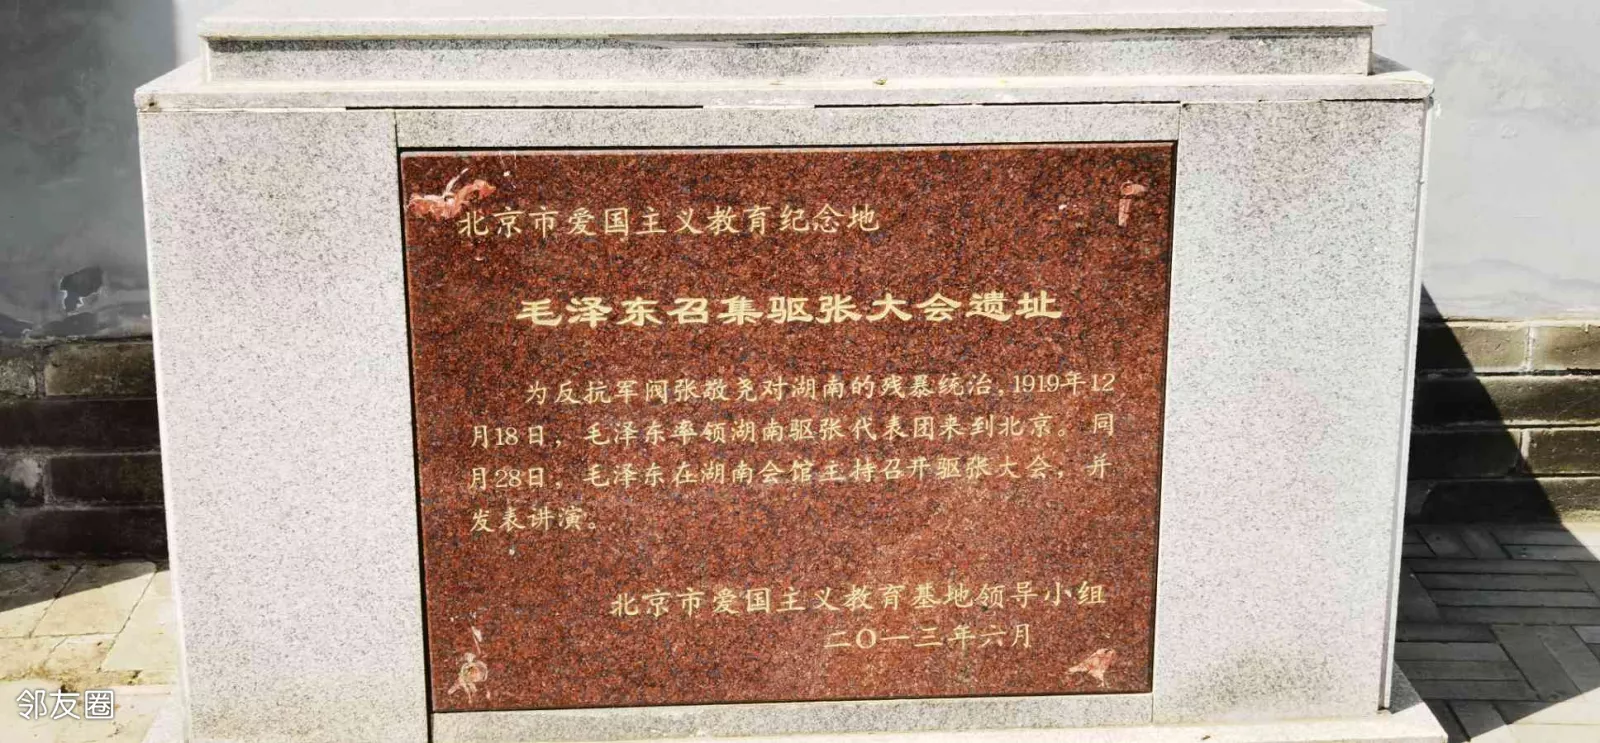 北京市爱国主义教育纪念地
毛泽东召集驱张大会遗址
为反抗军阀张敬尧对湖南的残暴统治，1919年12
月18日，毛泽东率领湖南驱张代表团来到北京。同
月28日，毛泽东在湖南会馆主持召开驱张大会，并
发表讲演。
北京市爱国主义教育基地领导小组
二〇一三年六月
邻友圈